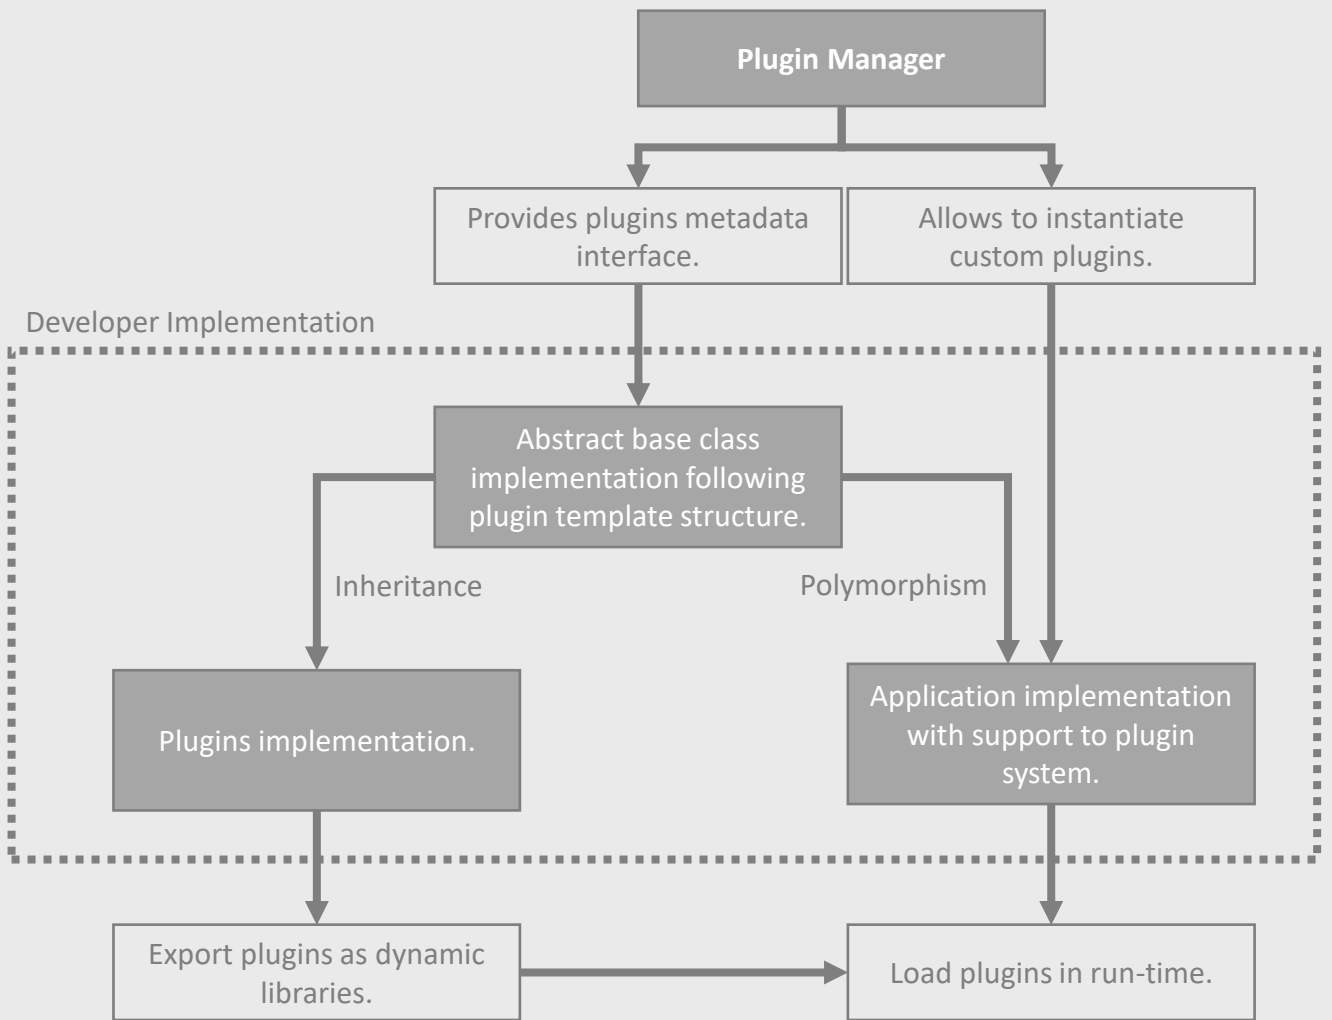 Plugin Manager
Provides plugins metadata
interface.
Allows to instantiate
custom plugins.
Developer Implementation
Abstract base class
implementation following
plugin template structure.
Inheritance
Polymorphism
Plugins implementation.
Application implementation
with support to plugin
system.
Export plugins as dynamic
libraries.
Load plugins in run-time.